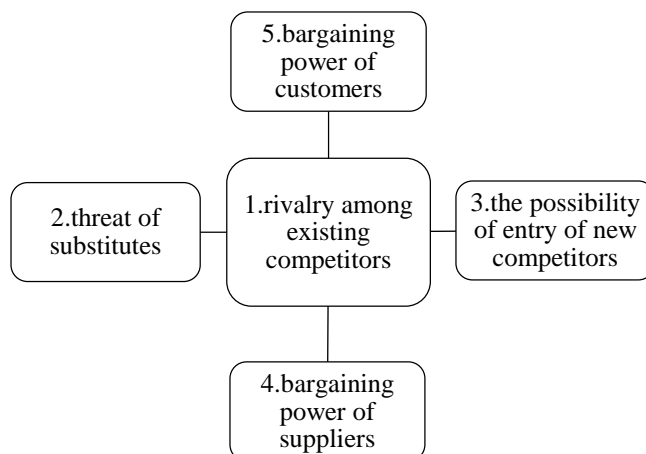 5.bargaining
power of
customers
2.threat of
substitutes
1.rivalry among
existing
competitors
3.the possibility
of entry of new
competitors
4.bargaining
power of
suppliers